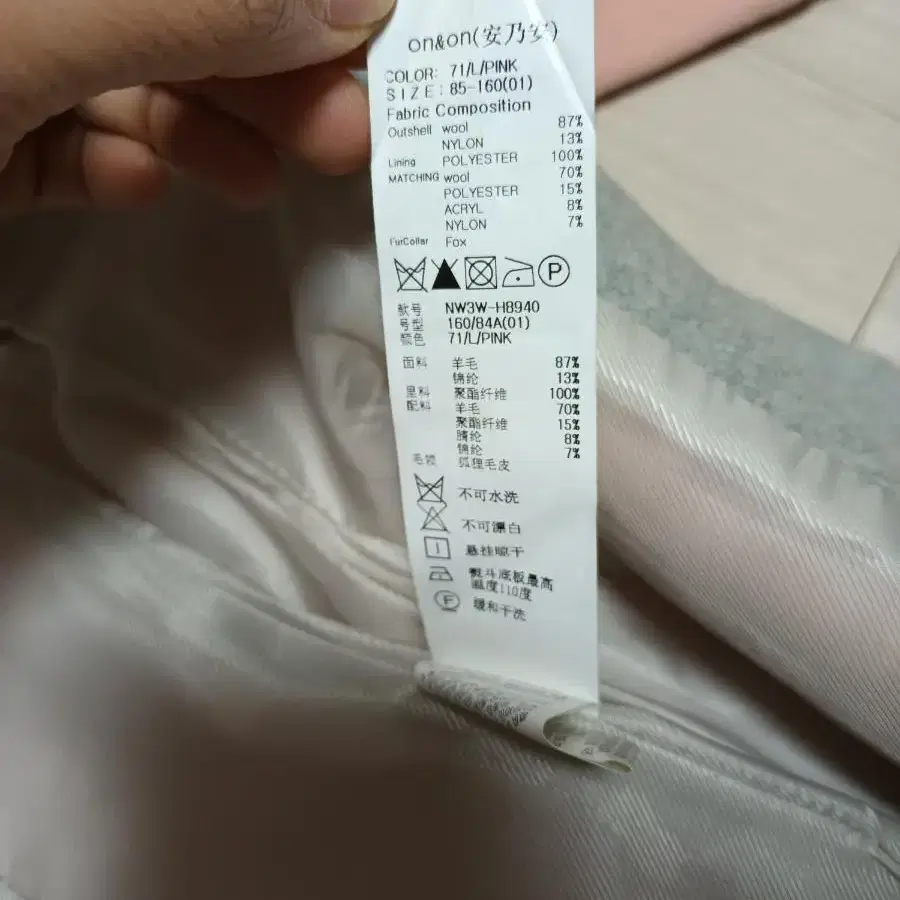 on&on(安乃安)
COLOR: 71/L/PINK
SIZE: 85-160(01)
Fabric Composition
Outshell wool 87%
NYLON 13%
Lining POLYESTER 100%
MATCHING wool 70%
POLYESTER 15%
ACRYL 8%
NYLON 7%
FurCollar Fox
P
款号 NW3W-H8940
号型 160/84A(01)
颜色 71/L/PINK
面料 羊毛 87%
锦纶 13%
里料 聚酯纤维 100%
配料 羊毛 70%
聚酯纤维 15%
腈纶 8%
锦纶 7%
毛领 狐狸毛皮
不可水洗
不可漂白
悬挂晾干
熨斗底板最高
温度110度
F 缓和干洗